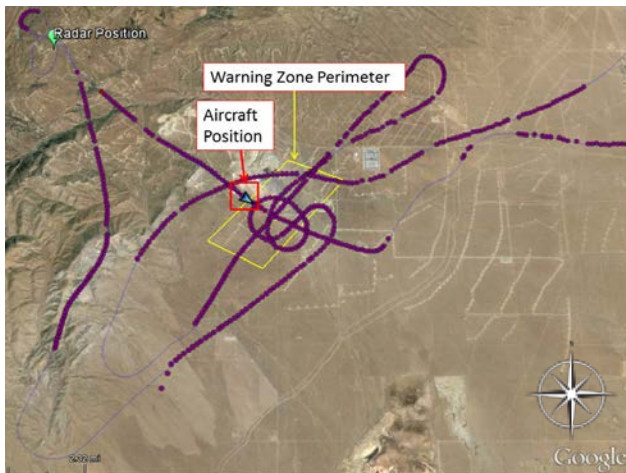 Radar Position
Warning Zone Perimeter
Aircraft
Position
Google